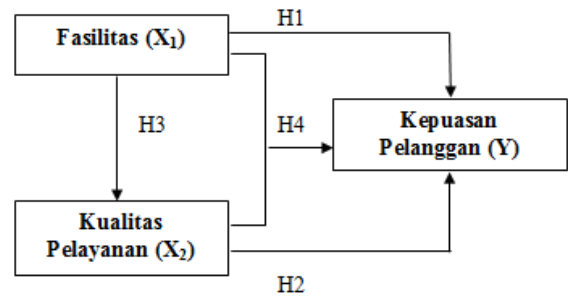 H1
Fasilitas (X₁)
H3
H4
Kepuasan
Pelanggan (Y)
Kualitas
Pelayanan (X₂)
H2